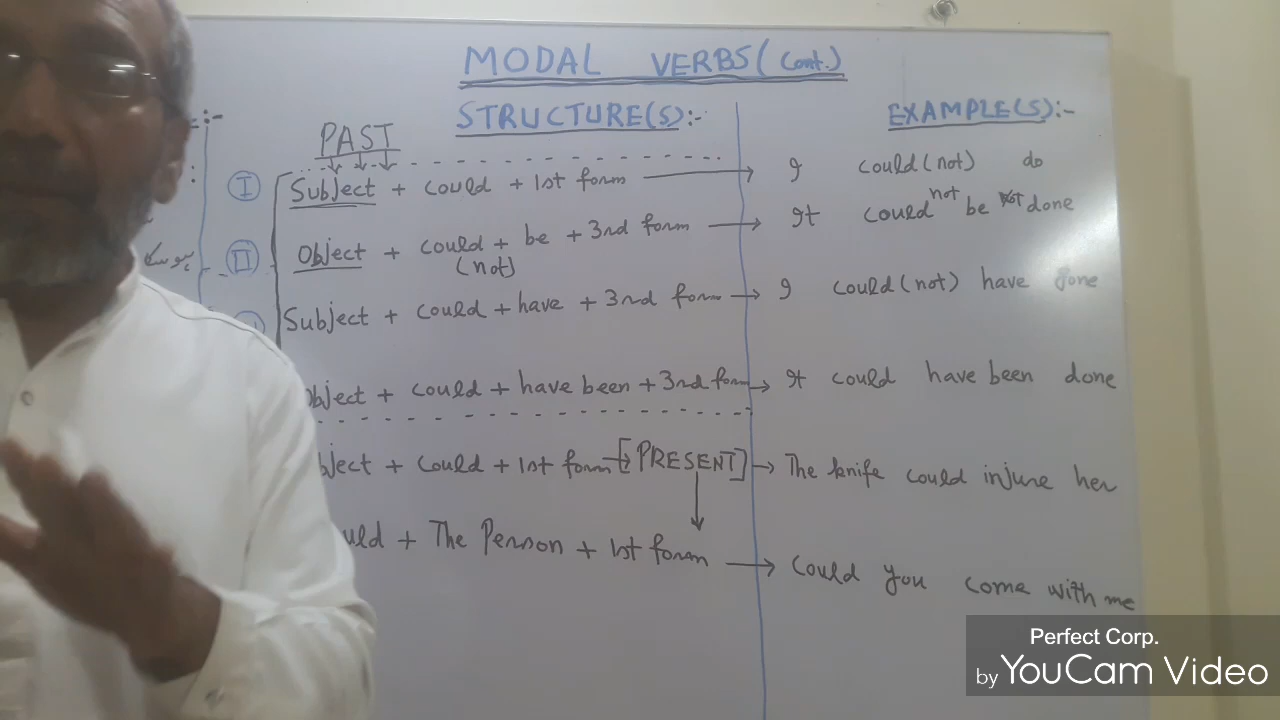 MODAL VERBS (Cont.)
STRUCTURE(S):-
EXAMPLE(S):-
PAST
I Subject + could + 1st form → I could (not) do
II Object + could + be + 3rd form → It could not be done
(not)
Subject + could + have + 3rd form → I could (not) have gone
Object + could + have been + 3rd form → It could have been done
bject + could + 1st form → [PRESENT] → The knife could injure her
uld + The Person + 1st form → Could you come with me
Perfect Corp.
by YouCam Video